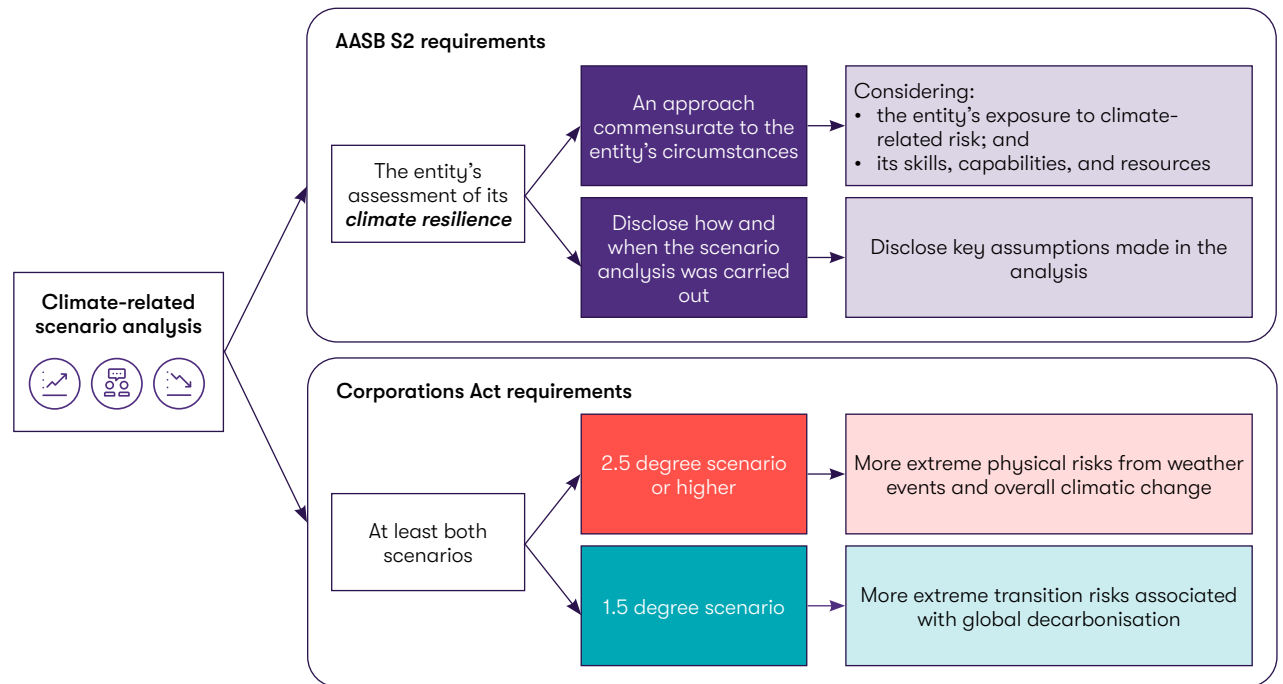 Climate-related
scenario analysis
AASB S2 requirements
The entity's
assessment of its
climate resilience
An approach
commensurate to the
entity's circumstances
Considering:
• the entity's exposure to climate-
related risk; and
• its skills, capabilities, and resources
Disclose how and
when the scenario
analysis was carried
out
Disclose key assumptions made in the
analysis
Corporations Act requirements
At least both
scenarios
2.5 degree scenario
or higher
More extreme physical risks from weather
events and overall climatic change
1.5 degree scenario
More extreme transition risks associated
with global decarbonisation